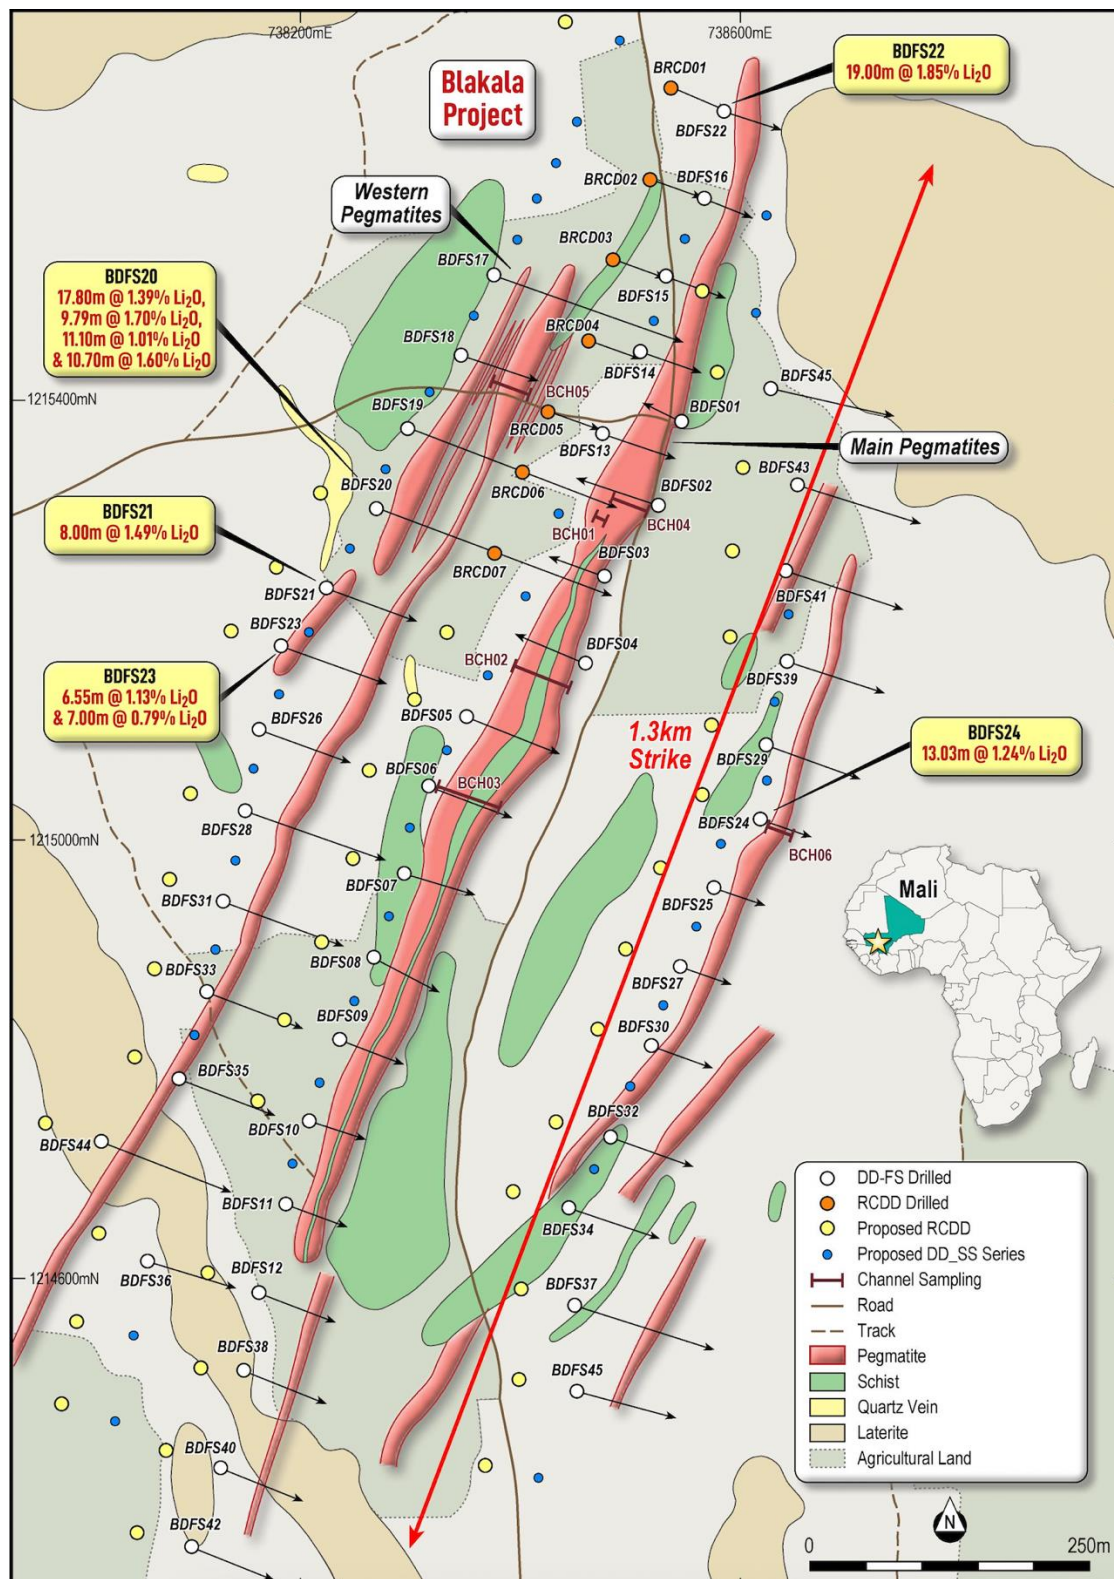 738200mE
738600mE
Blakala
Project
BDFS22
19.00m @ 1.85% Li2O
BRCD01
BDFS22
BRCD02
BDFS16
Western
Pegmatites
BRCD03
BDFS17
BDFS15
BDFS20
17.80m @ 1.39% Li2O,
9.79m @ 1.70% Li2O,
11.10m @ 1.01% Li2O
& 10.70m @ 1.60% Li2O
BRCD04
BDFS18
BDFS14
BCH05
BDFS45
1215400mN
BDFS19
BDFS01
BRCD05
BDFS13
Main Pegmatites
BDFS43
BDFS20
BRCD06
BDFS02
BDFS21
8.00m @ 1.49% Li2O
BCH01
BCH04
BDFS03
BRCD07
BDFS21
BDFS41
BDFS23
BDFS04
BCH02
BDFS39
BDFS23
6.55m @ 1.13% Li2O
& 7.00m @ 0.79% Li2O
BDFS26
BDFS05
1.3km
Strike
BDFS24
13.03m @ 1.24% Li2O
BDFS29
BDFS06
BCH03
BDFS28
BDFS24
1215000mN
BCH06
BDFS07
BDFS25
Mali
BDFS31
BDFS33
BDFS08
BDFS27
BDFS09
BDFS30
BDFS35
BDFS10
BDFS32
BDFS44
BDFS11
BDFS34
BDFS36
BDFS12
1214600mN
BDFS37
BDFS38
BDFS45
BDFS40
BDFS42
DD-FS Drilled
RCDD Drilled
Proposed RCDD
Proposed DD_SS Series
Channel Sampling
Road
Track
Pegmatite
Schist
Quartz Vein
Laterite
Agricultural Land
N
0
250m